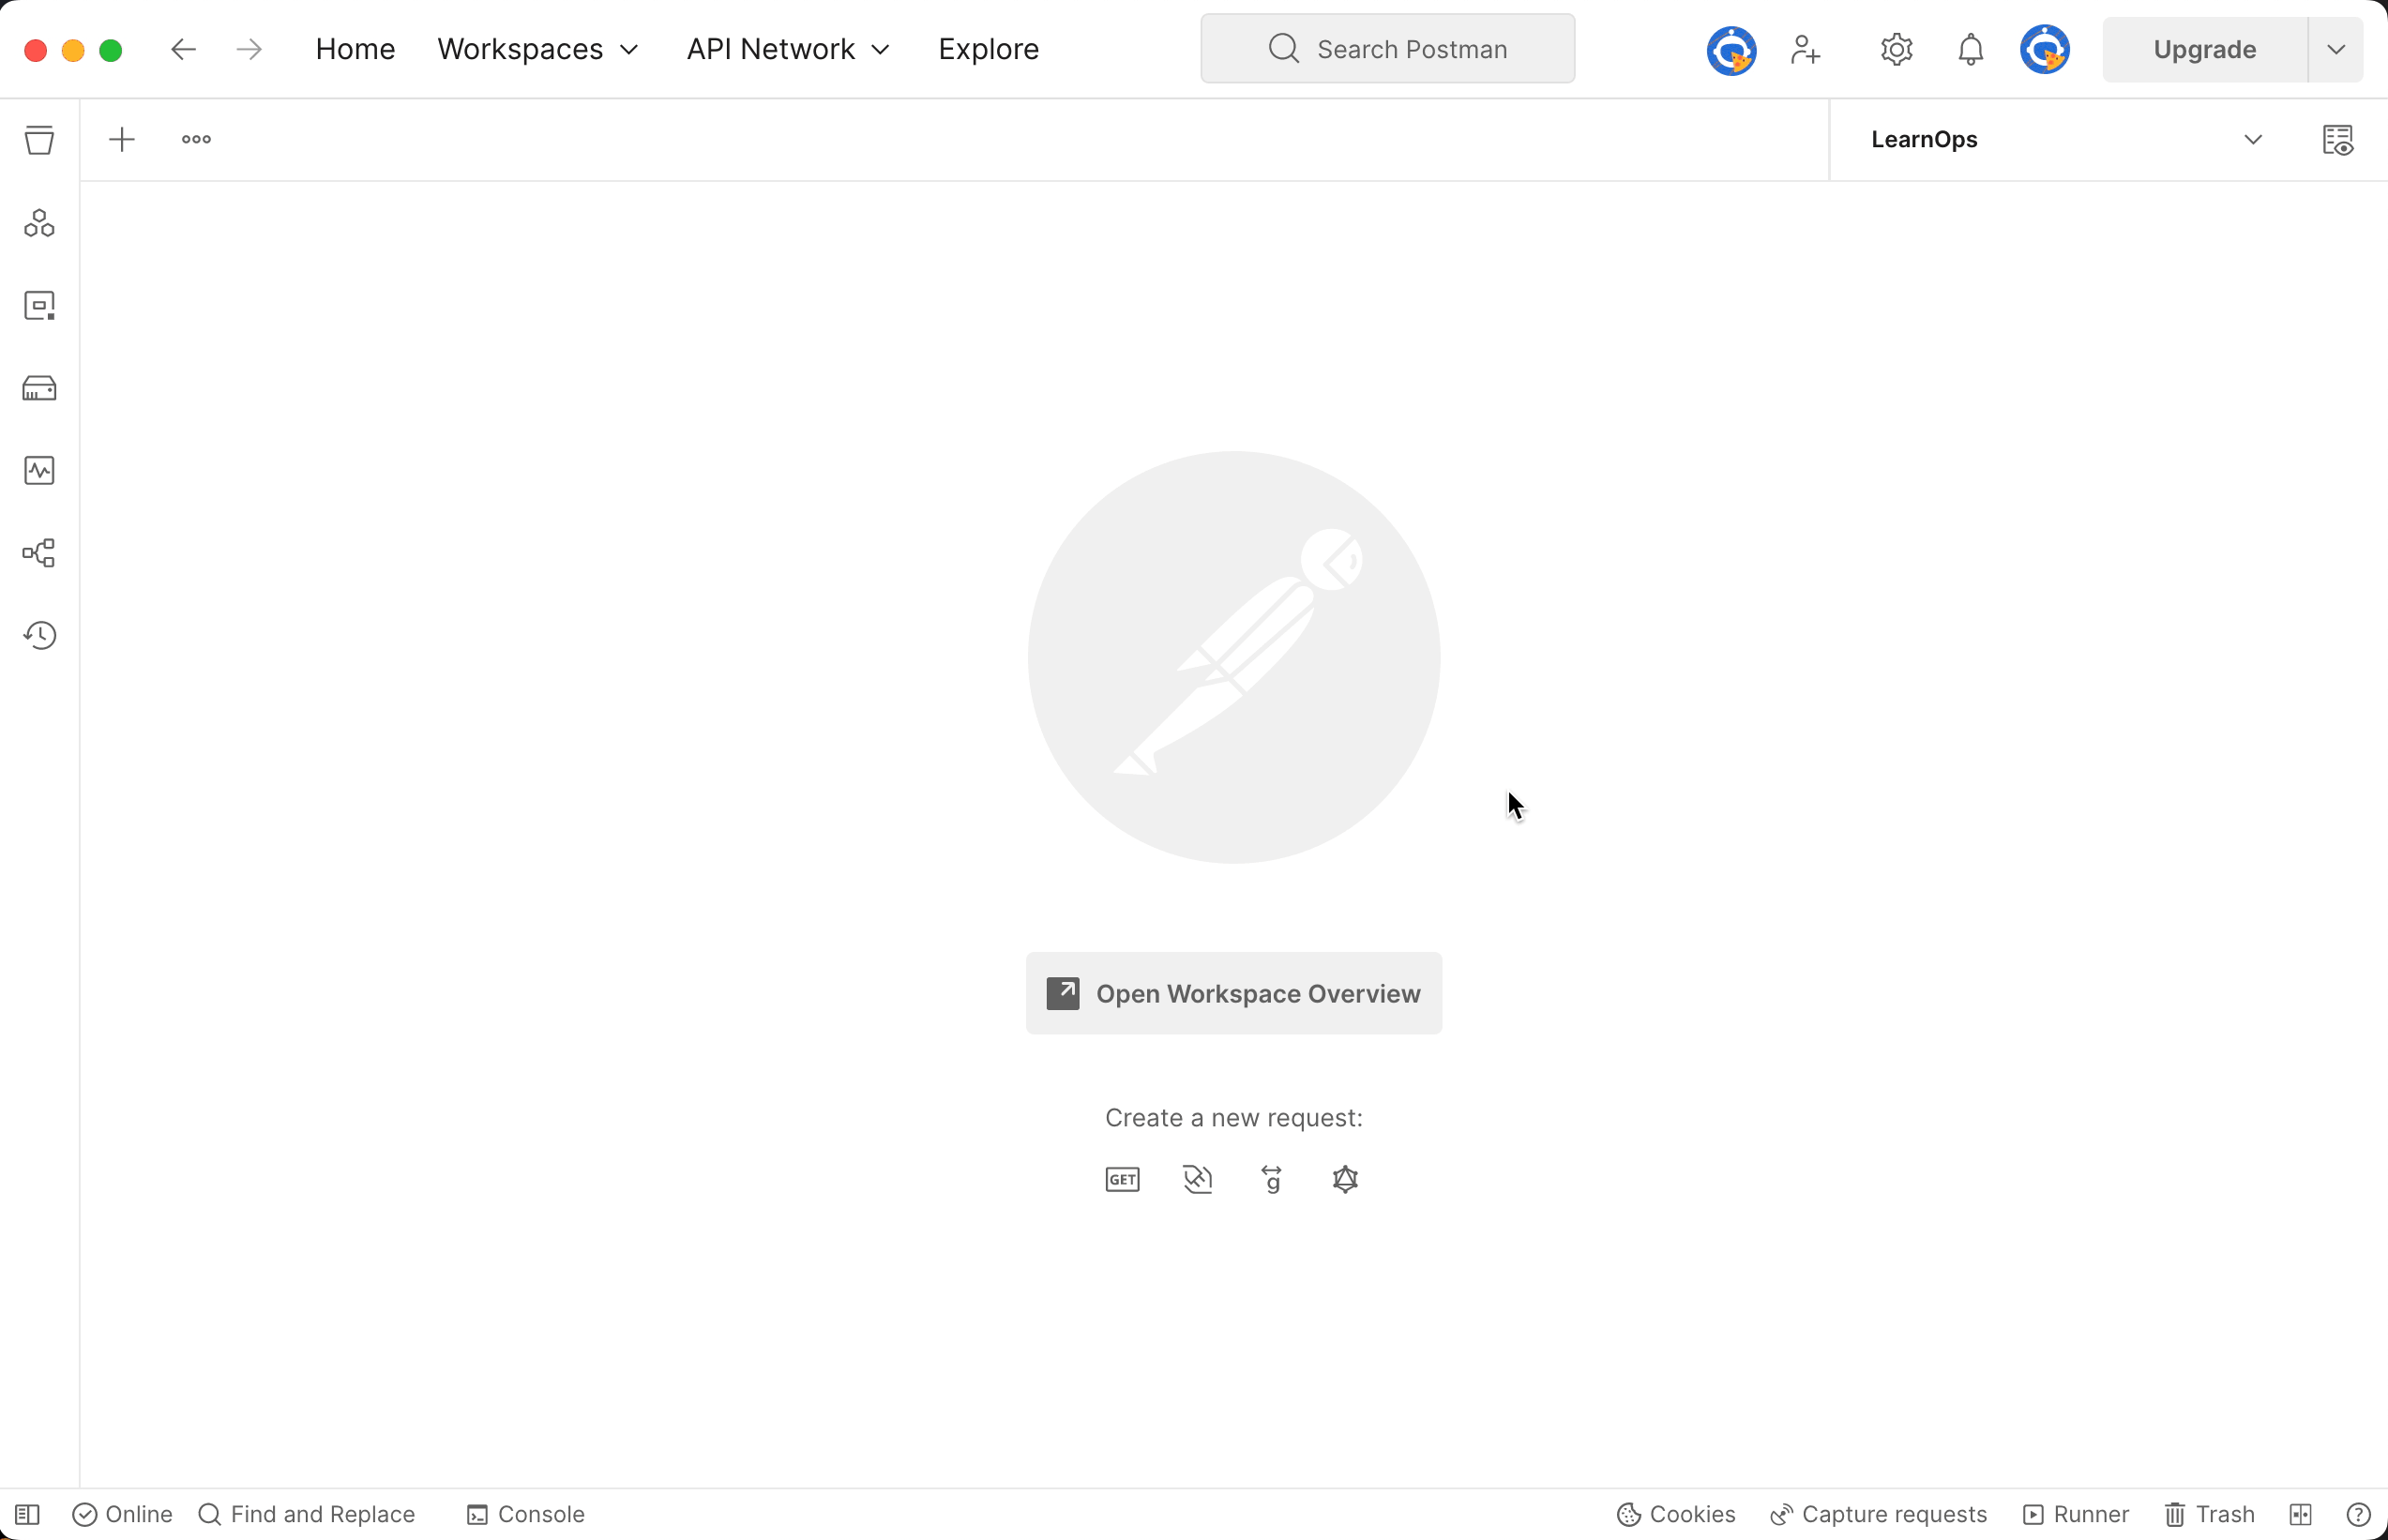 Home Workspaces API Network Explore Search Postman Upgrade
LearnOps
Open Workspace Overview
Create a new request:
GET g
Online Find and Replace Console Cookies Capture requests Runner Trash